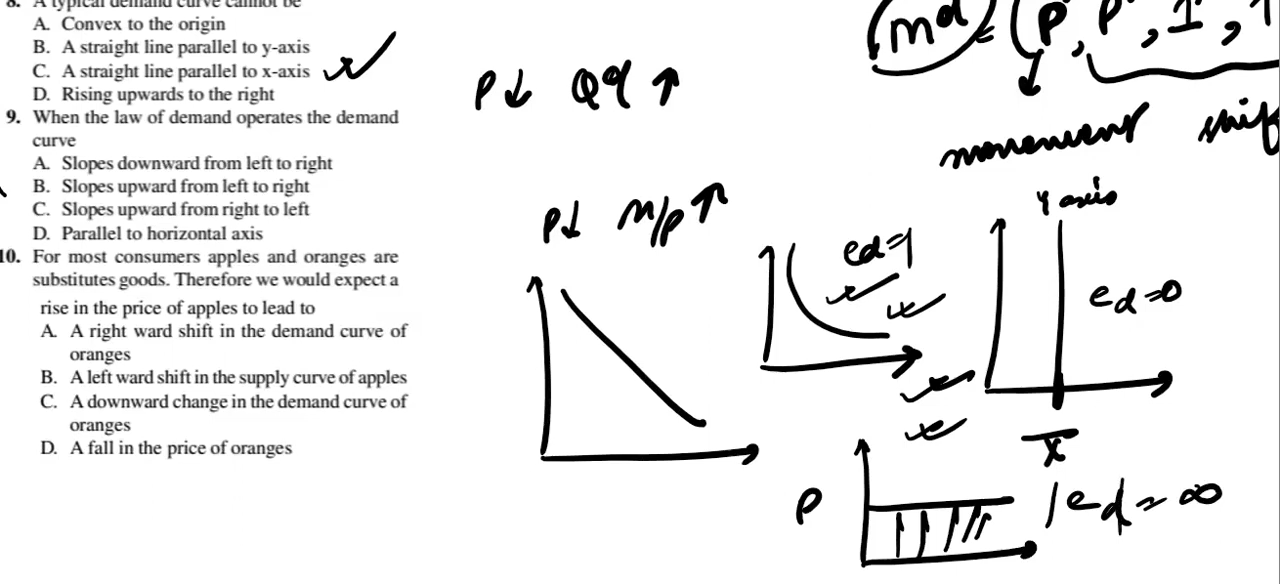 8. A typical demand curve cannot be
A. Convex to the origin
B. A straight line parallel to y-axis
C. A straight line parallel to x-axis
D. Rising upwards to the right
9. When the law of demand operates the demand
curve
A. Slopes downward from left to right
B. Slopes upward from left to right
C. Slopes upward from right to left
D. Parallel to horizontal axis
10. For most consumers apples and oranges are
substitutes goods. Therefore we would expect a
rise in the price of apples to lead to
A. A right ward shift in the demand curve of
oranges
B. A left ward shift in the supply curve of apples
C. A downward change in the demand curve of
oranges
D. A fall in the price of oranges
P↓ Qd ↑
movement
P↓ M/P ↑
ed=1
Y axis
ed=0
P
ed = ∞